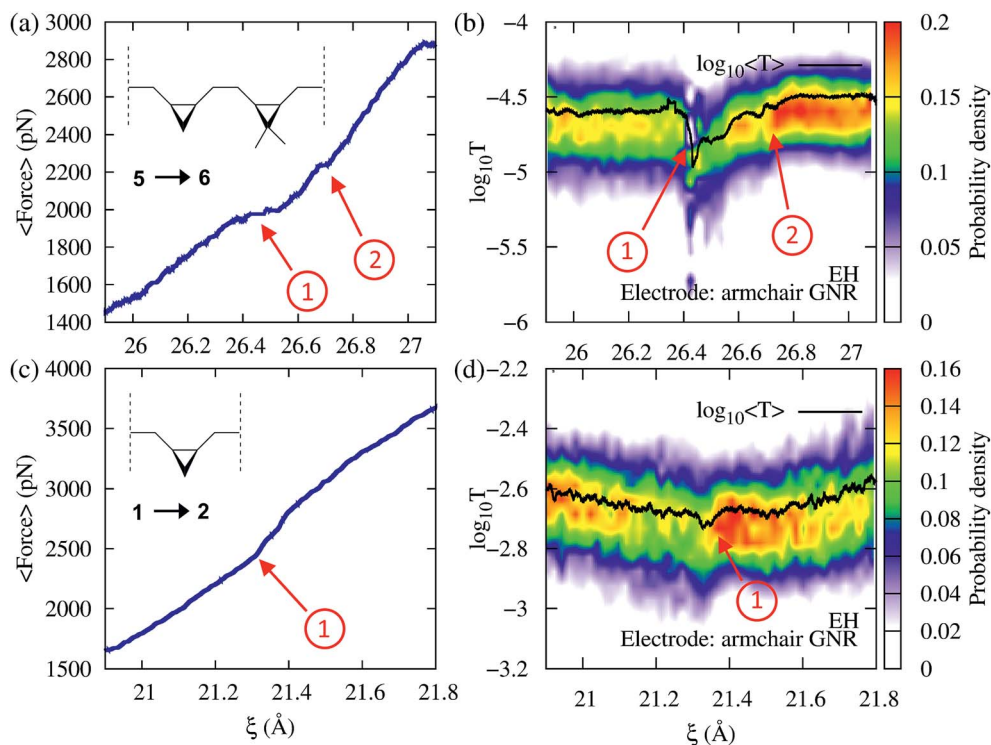 (a)
3000
2800
2600
2400
2200
2000
1800
1600
1400
<Force> (pN)
5 → 6
1
2
26 26.2 26.4 26.6 26.8 27
(b)
-4
-4.5
-5
-5.5
-6
log10T
log10<T>
1
2
EH
Electrode: armchair GNR
26 26.2 26.4 26.6 26.8 27
0.2
0.15
0.1
0.05
0
Probability density
(c)
4000
3500
3000
2500
2000
1500
<Force> (pN)
1 → 2
1
21 21.2 21.4 21.6 21.8
ξ (Å)
(d)
-2.2
-2.4
-2.6
-2.8
-3
-3.2
log10T
log10<T>
1
EH
Electrode: armchair GNR
21 21.2 21.4 21.6 21.8
ξ (Å)
0.16
0.14
0.12
0.1
0.08
0.06
0.04
0.02
0
Probability density